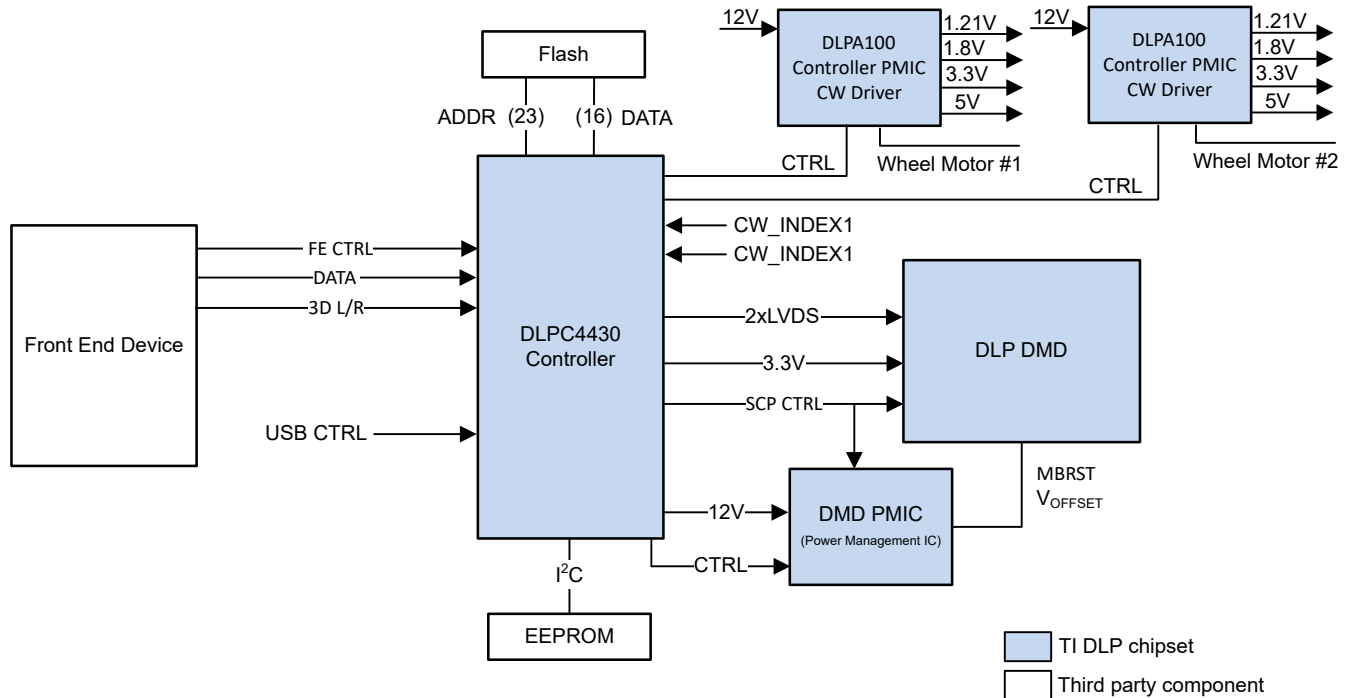 12V
DLPA100
Controller PMIC
CW Driver
1.21V
1.8V
3.3V
5V
12V
DLPA100
Controller PMIC
CW Driver
1.21V
1.8V
3.3V
5V
Flash
ADDR (23) (16) DATA
CTRL
Wheel Motor #1
CTRL
Wheel Motor #2
CW_INDEX1
CW_INDEX1
Front End Device
FE CTRL
DATA
3D L/R
USB CTRL
DLPC4430
Controller
2xLVDS
3.3V
SCP CTRL
DLP DMD
12V
CTRL
DMD PMIC
(Power Management IC)
MBRST
VOFFSET
I²C
EEPROM
TI DLP chipset
Third party component